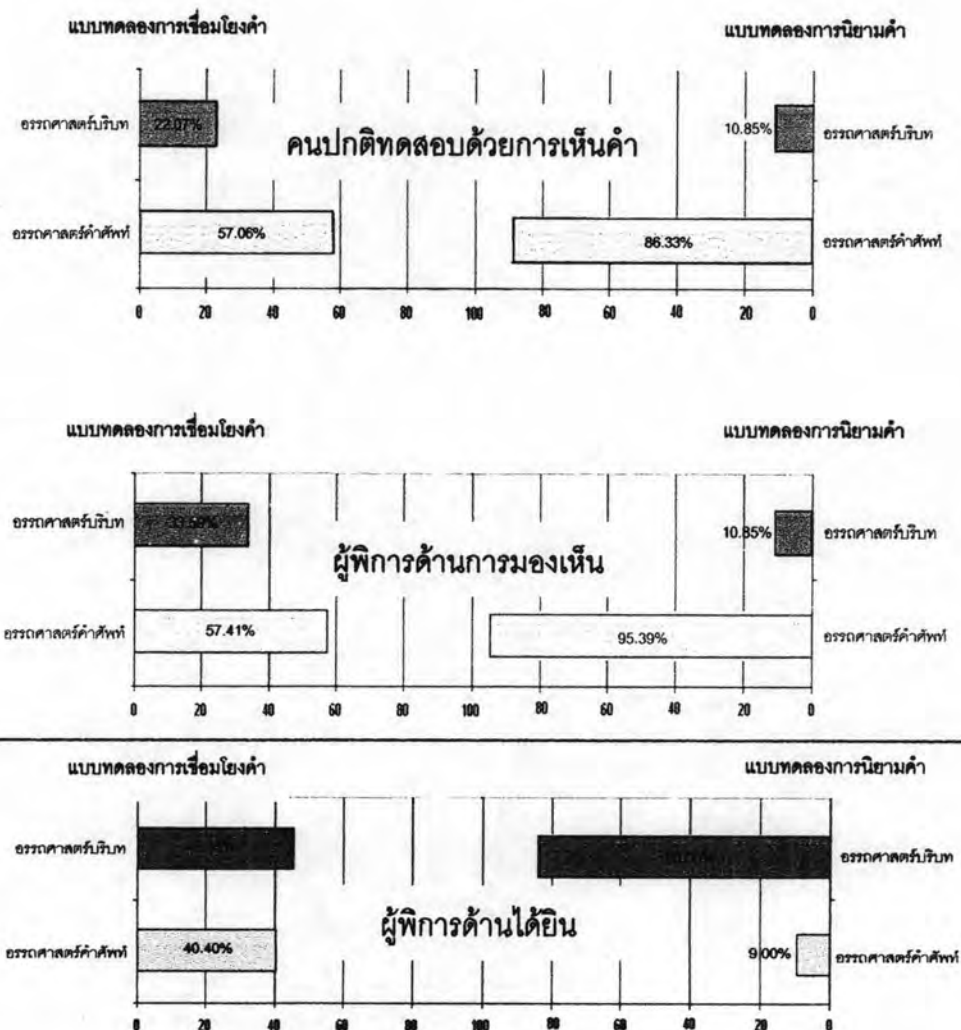 แบบทดลองการเชื่อมโยงคำ แบบทดลองการนิยามคำ
อรรถศาสตร์บริบท 22.07% 10.85% อรรถศาสตร์บริบท
คนปกติทดสอบด้วยการเห็นคำ
อรรถศาสตร์คำศัพท์ 57.06% 86.33% อรรถศาสตร์คำศัพท์
0 20 40 60 80 100 80 60 40 20 0
แบบทดลองการเชื่อมโยงคำ แบบทดลองการนิยามคำ
อรรถศาสตร์บริบท 10.85% อรรถศาสตร์บริบท
ผู้พิการด้านการมองเห็น
อรรถศาสตร์คำศัพท์ 57.41% 95.39% อรรถศาสตร์คำศัพท์
0 20 40 60 80 100 80 60 40 20 0
แบบทดลองการเชื่อมโยงคำ แบบทดลองการนิยามคำ
อรรถศาสตร์บริบท อรรถศาสตร์บริบท
ผู้พิการด้านได้ยิน
อรรถศาสตร์คำศัพท์ 40.40% 9.00% อรรถศาสตร์คำศัพท์
0 20 40 60 80 100 80 60 40 20 0